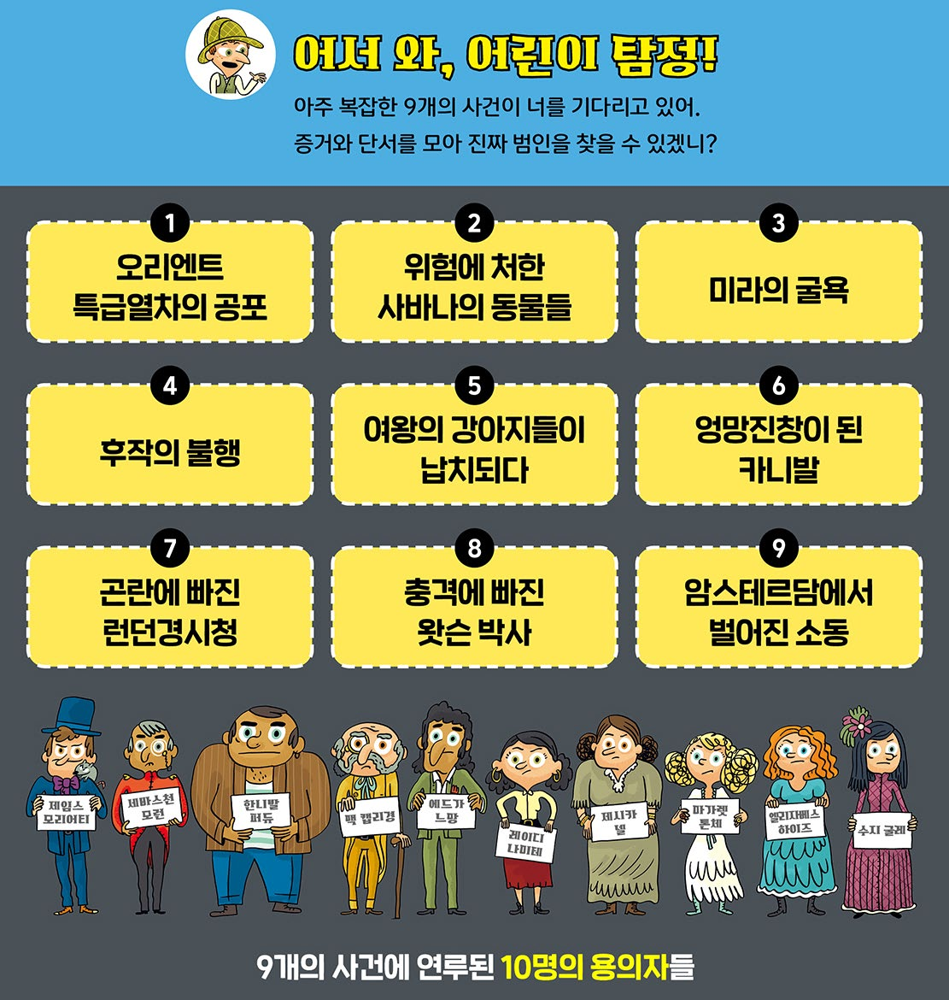 어서 와, 어린이 탐정!
아주 복잡한 9개의 사건이 너를 기다리고 있어.
증거와 단서를 모아 진짜 범인을 찾을 수 있겠니?
1
오리엔트
특급열차의 공포
2
위험에 처한
사바나의 동물들
3
미라의 굴욕
4
후작의 불행
5
여왕의 강아지들이
납치되다
6
엉망진창이 된
카니발
7
곤란에 빠진
런던경시청
8
충격에 빠진
왓슨 박사
9
암스테르담에서
벌어진 소동
제임스
모리어티
세바스천
모런
한니발
퍼듀
맥 캘리경
에드가
느망
레이디
나미테
제시카
넬
마가렛
톤체
엘리자베스
하이즈
수지 굴레
9개의 사건에 연루된 10명의 용의자들